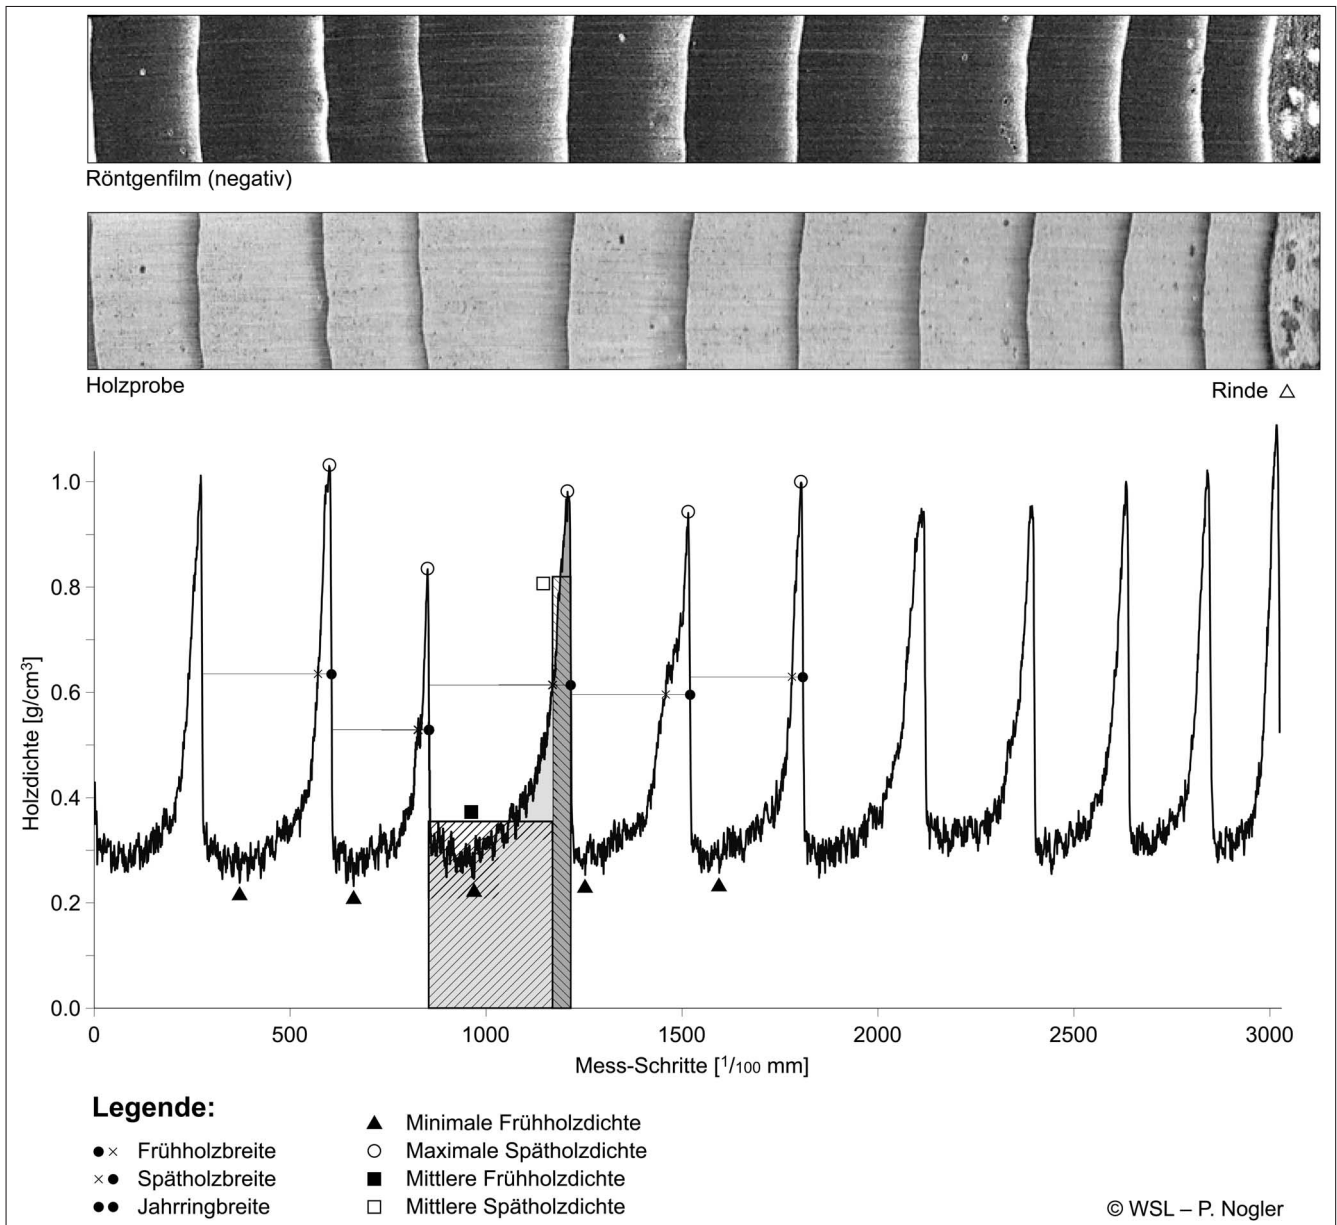 Röntgenfilm (negativ)
Holzprobe
Rinde △
Holzdichte [g/cm³]
1.0
0.8
0.6
0.4
0.2
0.0
0 500 1000 1500 2000 2500 3000
Mess-Schritte [1/100 mm]
Legende:
●× Frühholzbreite
×● Spätholzbreite
●● Jahrringbreite
▲ Minimale Frühholzdichte
○ Maximale Spätholzdichte
■ Mittlere Frühholzdichte
□ Mittlere Spätholzdichte
© WSL – P. Nogler